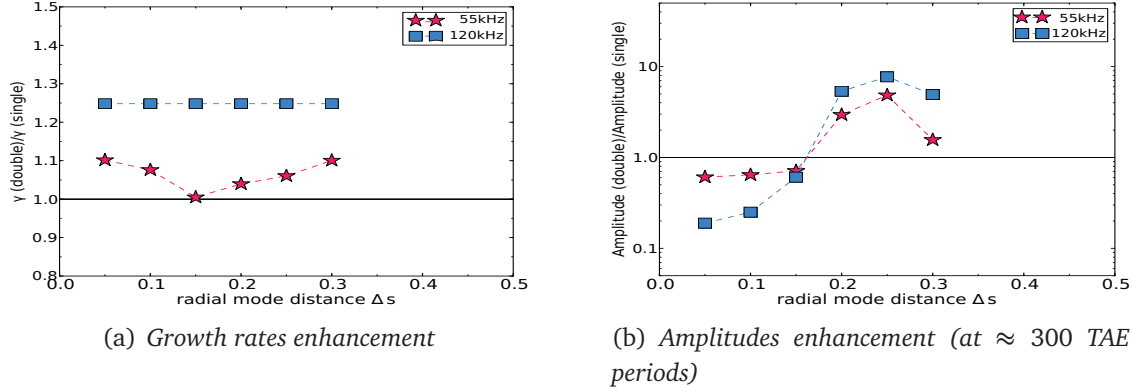 1.5
1.4
1.3
1.2
1.1
1.0
0.9
0.8
0.0 0.1 0.2 0.3 0.4 0.5
γ (double)/γ (single)
radial mode distance Δ s
55kHz
120kHz
(a) Growth rates enhancement
10
1.0
0.1
0.0 0.1 0.2 0.3 0.4 0.5
Amplitude (double)/Amplitude (single)
radial mode distance Δ s
55kHz
120kHz
(b) Amplitudes enhancement (at ≈ 300 TAE
periods)